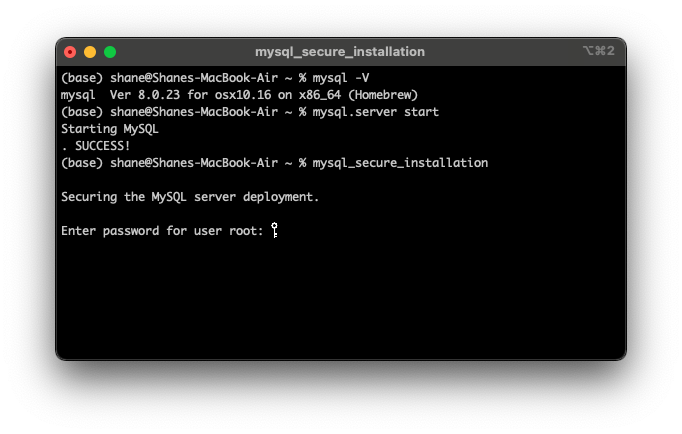 mysql_secure_installation
⌥⌘2
(base) shane@Shanes-MacBook-Air ~ % mysql -V
mysql  Ver 8.0.23 for osx10.16 on x86_64 (Homebrew)
(base) shane@Shanes-MacBook-Air ~ % mysql.server start
Starting MySQL
. SUCCESS!
(base) shane@Shanes-MacBook-Air ~ % mysql_secure_installation
Securing the MySQL server deployment.
Enter password for user root: